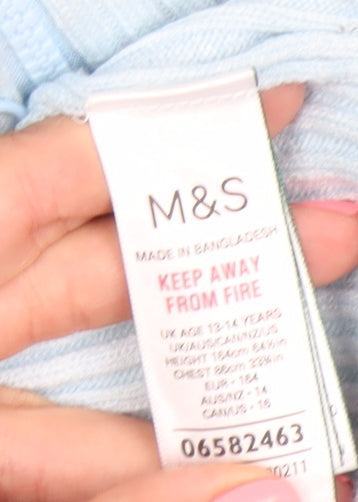 M&S
MADE IN BANGLADESH
KEEP AWAY
FROM FIRE
UK AGE 13-14 YEARS
UK/AUS/CAN/NZ/US
HEIGHT 164cm 64½in
CHEST 86cm 33¾in
EUR - 164
AUS/NZ - 14
CAN/US - 16
06582463